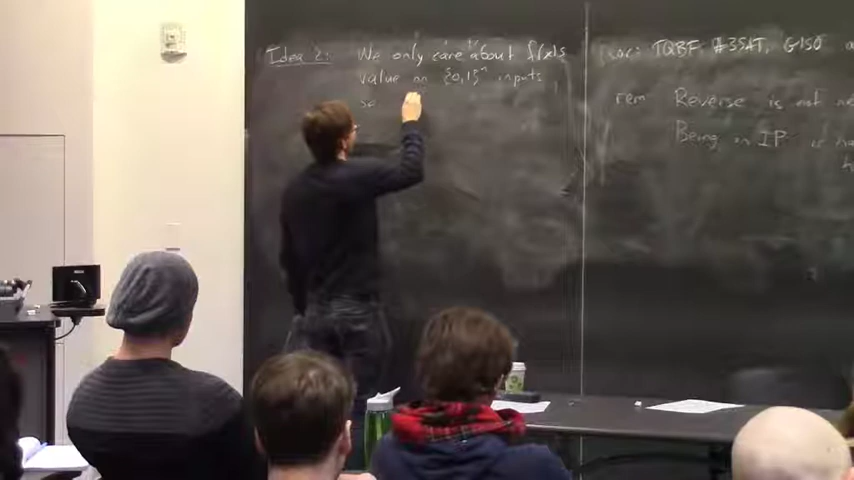 Idea 2: We only care about f(x)'s
value on {0,1}ⁿ inputs
so
TQBF, #3SAT, GISO
rem Reverse is not
Being in IP is